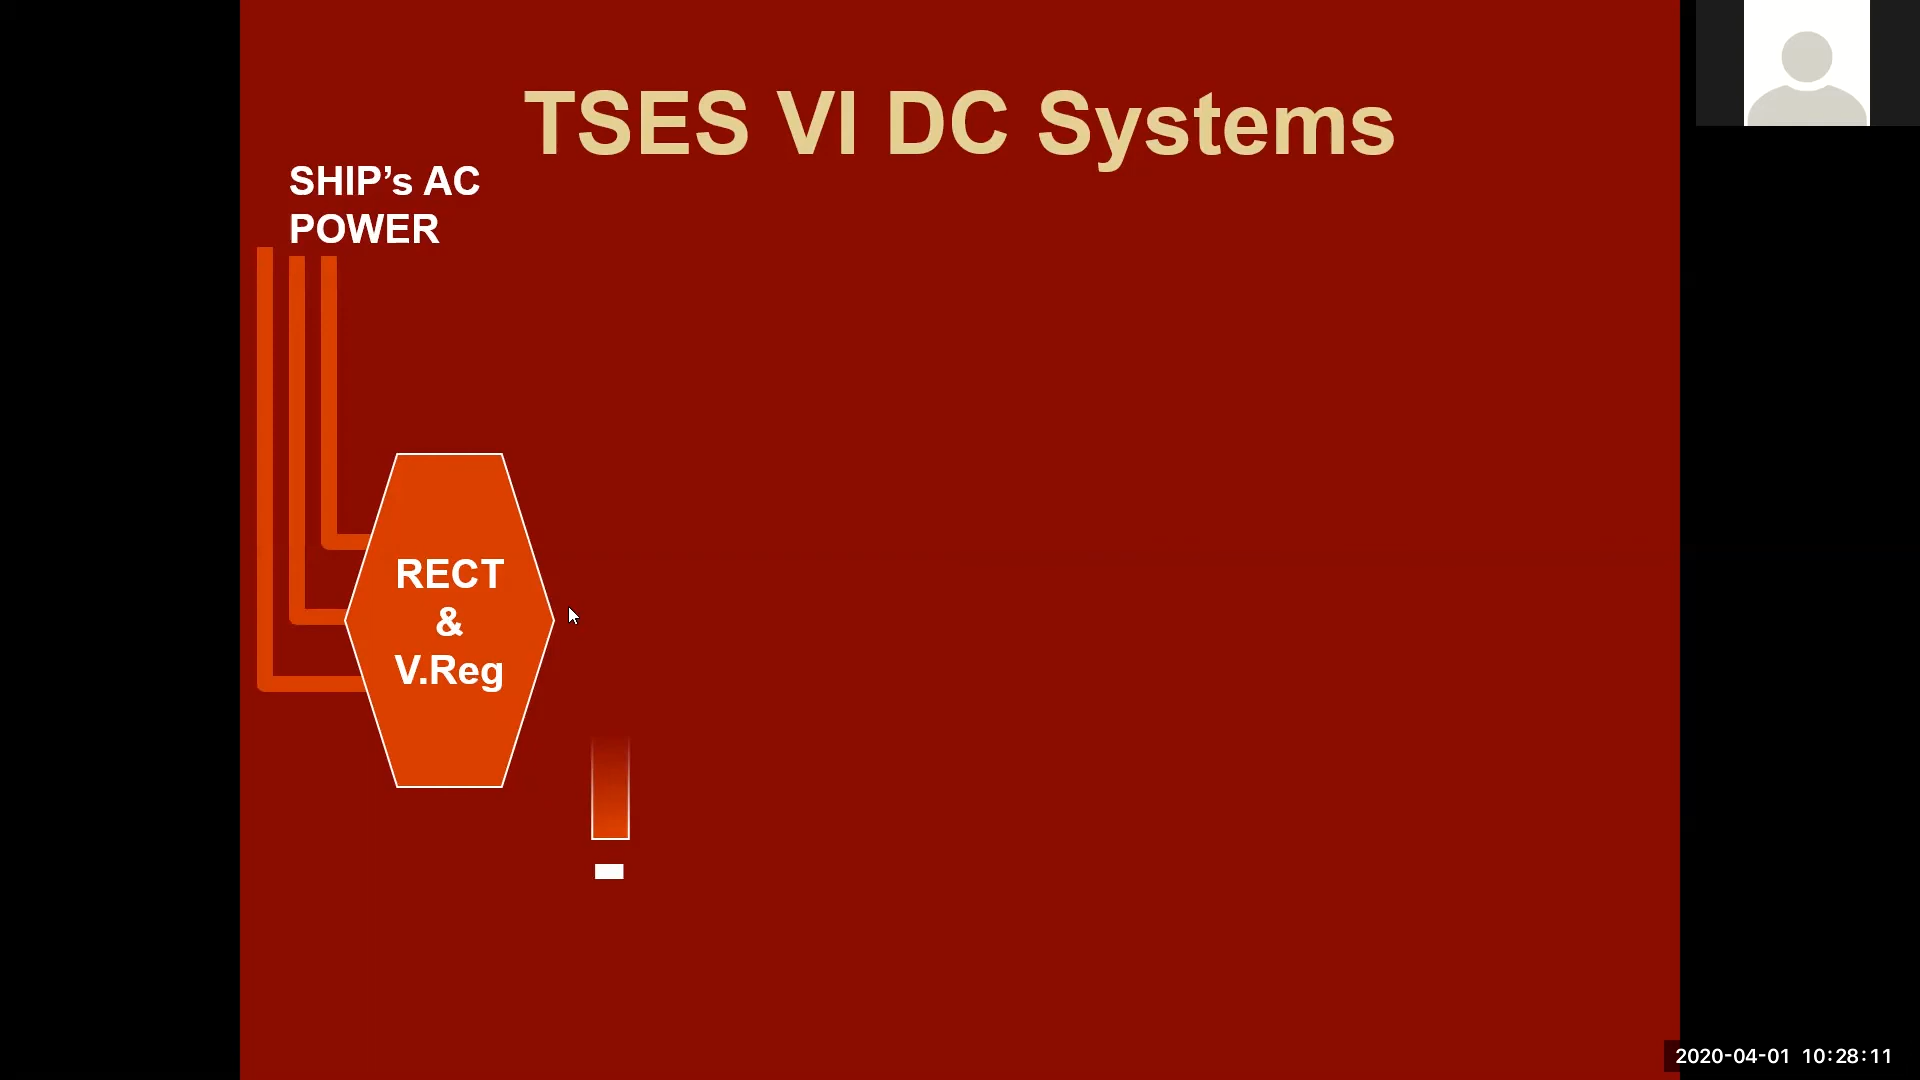 TSES VI DC Systems
SHIP’s AC
POWER
RECT
&
V.Reg
-
2020-04-01 10:28:11